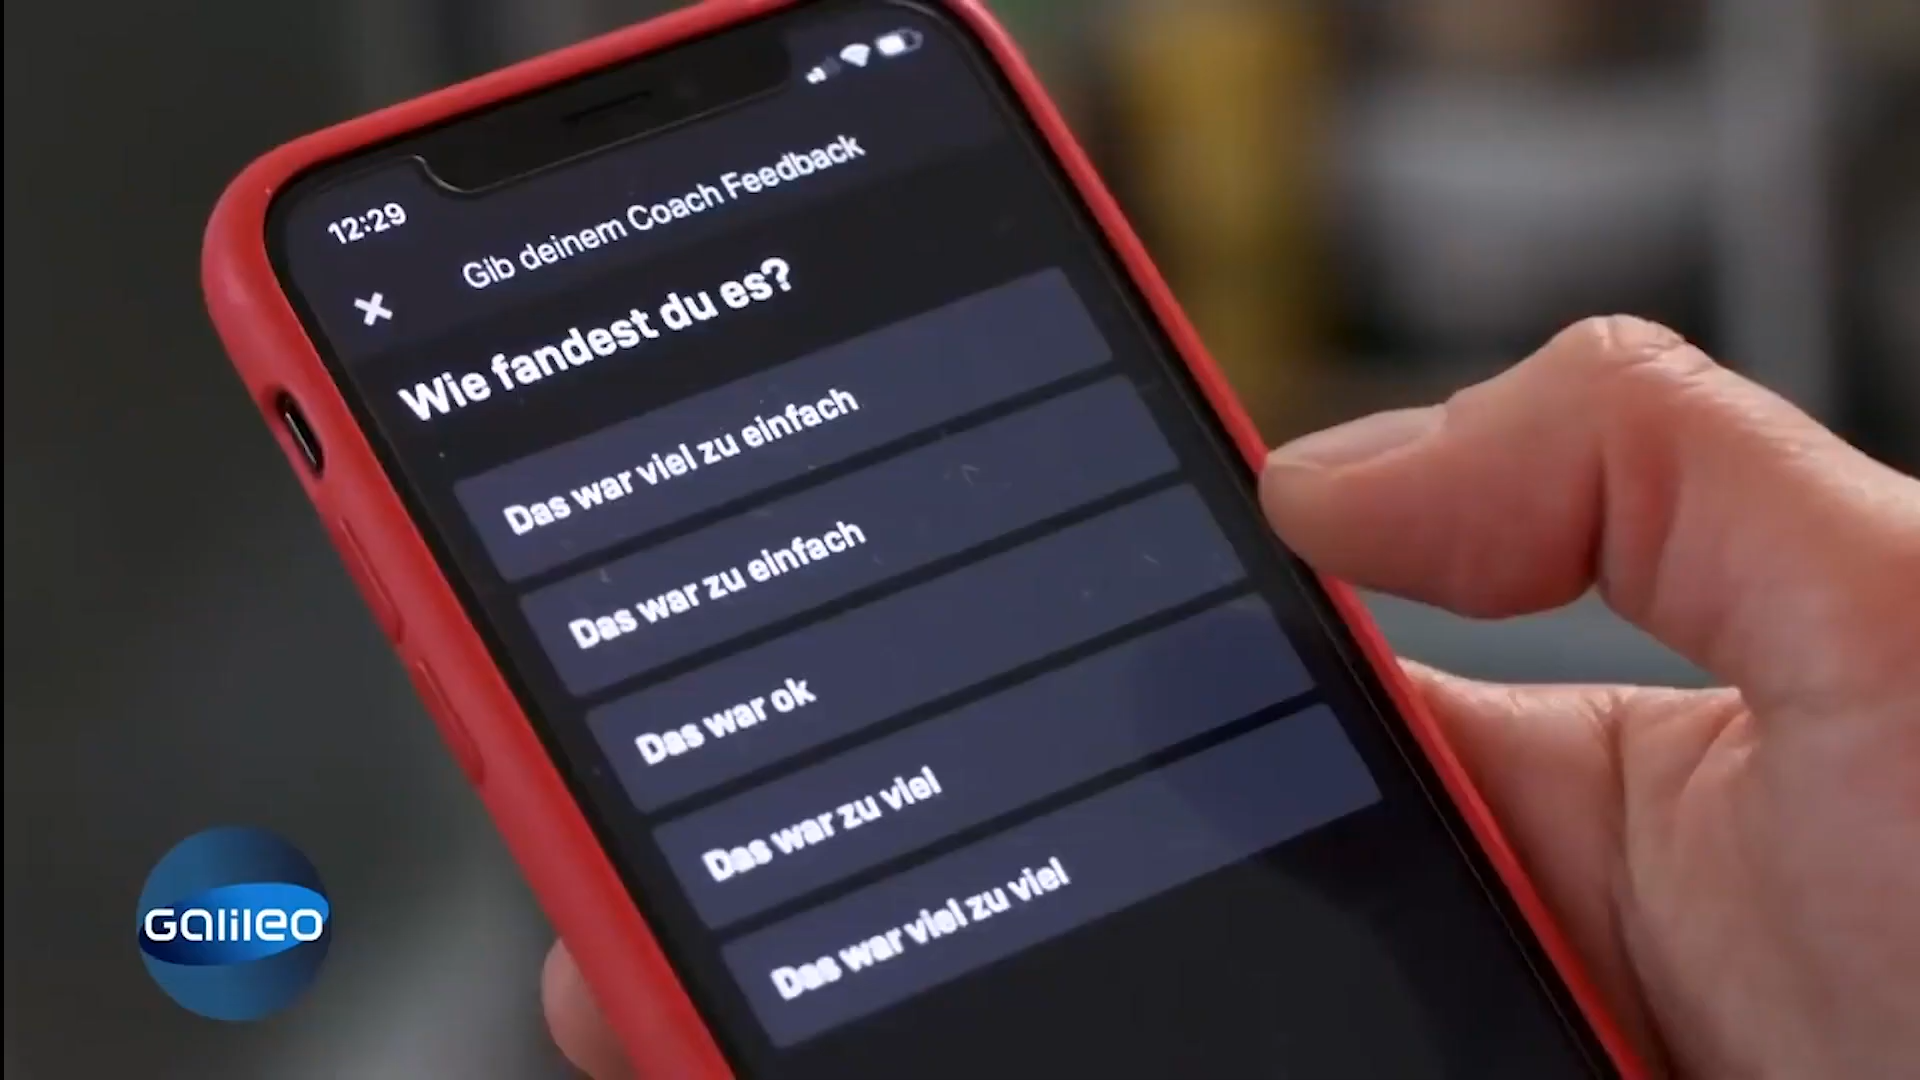 12:29
Gib deinem Coach Feedback
Wie fandest du es?
Das war viel zu einfach
Das war zu einfach
Das war ok
Das war zu viel
Das war viel zu viel
Galileo